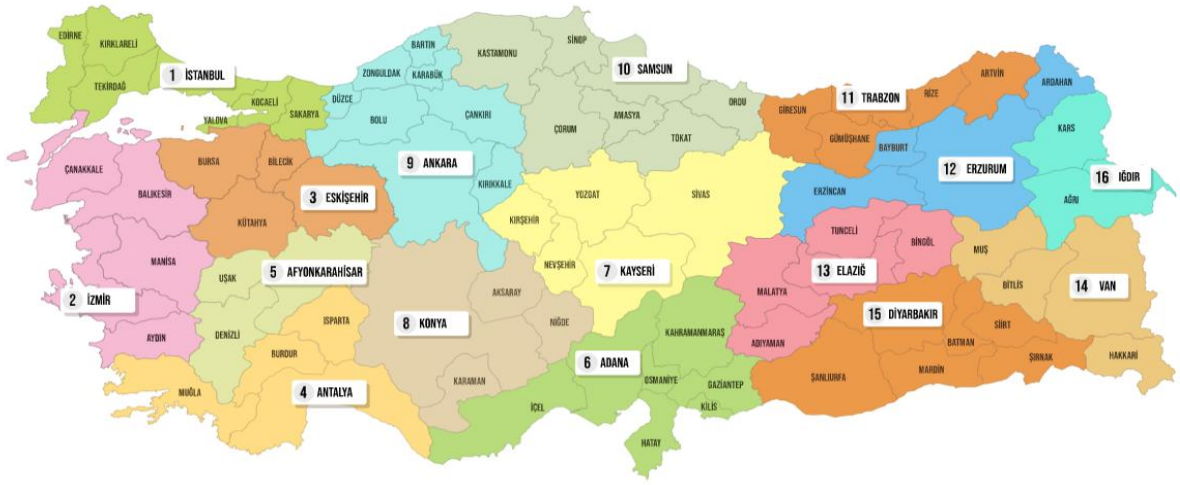 EDİRNE
KIRKLARELİ
TEKİRDAĞ
1 İSTANBUL
KOCAELİ
SAKARYA
YALOVA
ÇANAKKALE
BALIKESİR
MANİSA
2 İZMİR
AYDIN
BURSA
BİLECİK
3 ESKİŞEHİR
KÜTAHYA
UŞAK
5 AFYONKARAHİSAR
DENİZLİ
ISPARTA
BURDUR
MUĞLA
4 ANTALYA
BARTIN
ZONGULDAK
KARABÜK
DÜZCE
BOLU
ÇANKIRI
9 ANKARA
KIRIKKALE
KASTAMONU
SİNOP
10 SAMSUN
ORDU
AMASYA
ÇORUM
TOKAT
YOZGAT
SİVAS
KIRŞEHİR
NEVŞEHİR
7 KAYSERİ
AKSARAY
8 KONYA
NİĞDE
KARAMAN
KAHRAMANMARAŞ
6 ADANA
OSMANİYE
GAZİANTEP
KİLİS
İÇEL
HATAY
ARTVİN
RİZE
11 TRABZON
GİRESUN
GÜMÜŞHANE
ARDAHAN
BAYBURT
12 ERZURUM
ERZİNCAN
KARS
16 IĞDIR
AĞRI
TUNCELİ
BİNGÖL
13 ELAZIĞ
MALATYA
ADIYAMAN
MUŞ
BİTLİS
14 VAN
HAKKARİ
15 DİYARBAKIR
SİİRT
BATMAN
ŞIRNAK
MARDİN
ŞANLIURFA